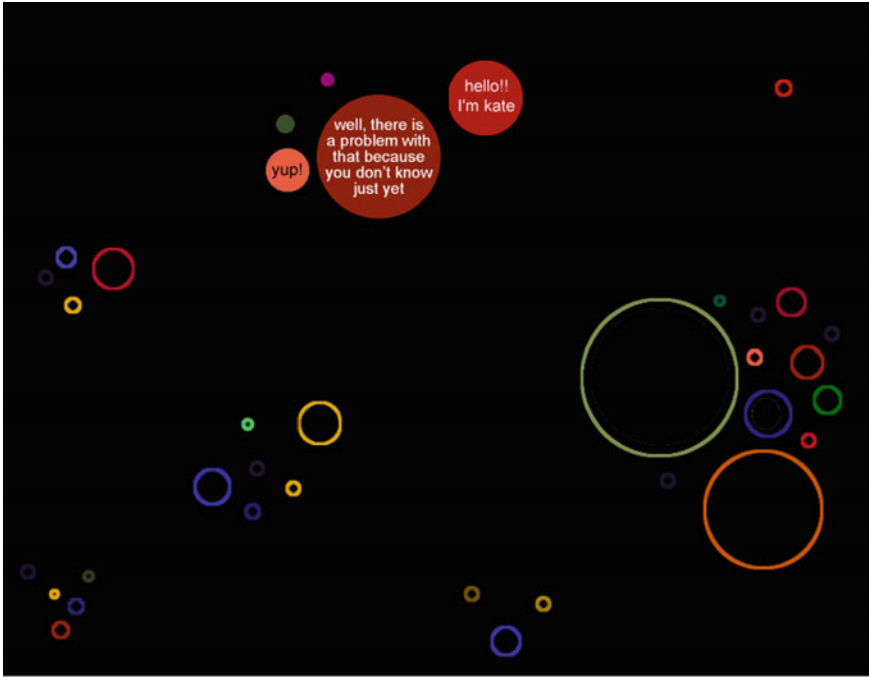 hello!!
I'm kate
well, there is
a problem with
that because
you don't know
just yet
yup!